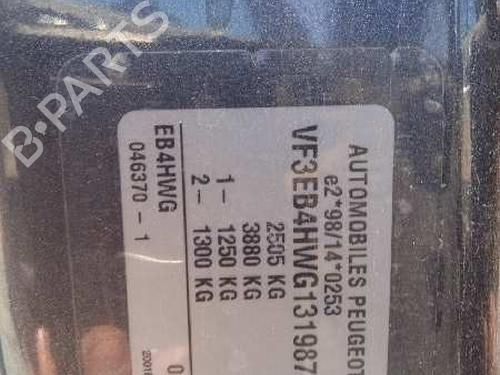 AUTOMOBILES PEUGEOT
e2*98/14*0253
VF3EB4HWG131987
2505 KG
3880 KG
1- 1250 KG
2- 1300 KG
EB4HWG
046370 - 1
B-PARTS